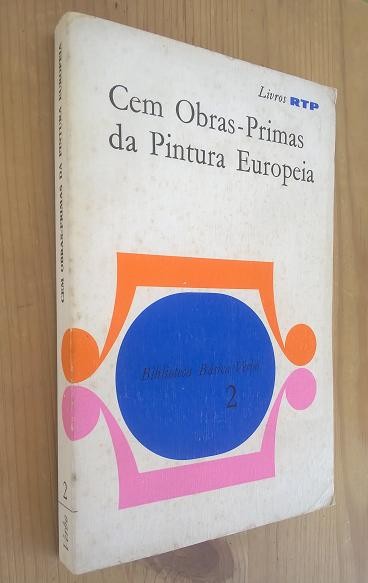 Livros RTP
Cem Obras-Primas
da Pintura Europeia
Biblioteca Básica Verbo
2
CEM OBRAS-PRIMAS DA PINTURA EUROPEIA
Verbo
2